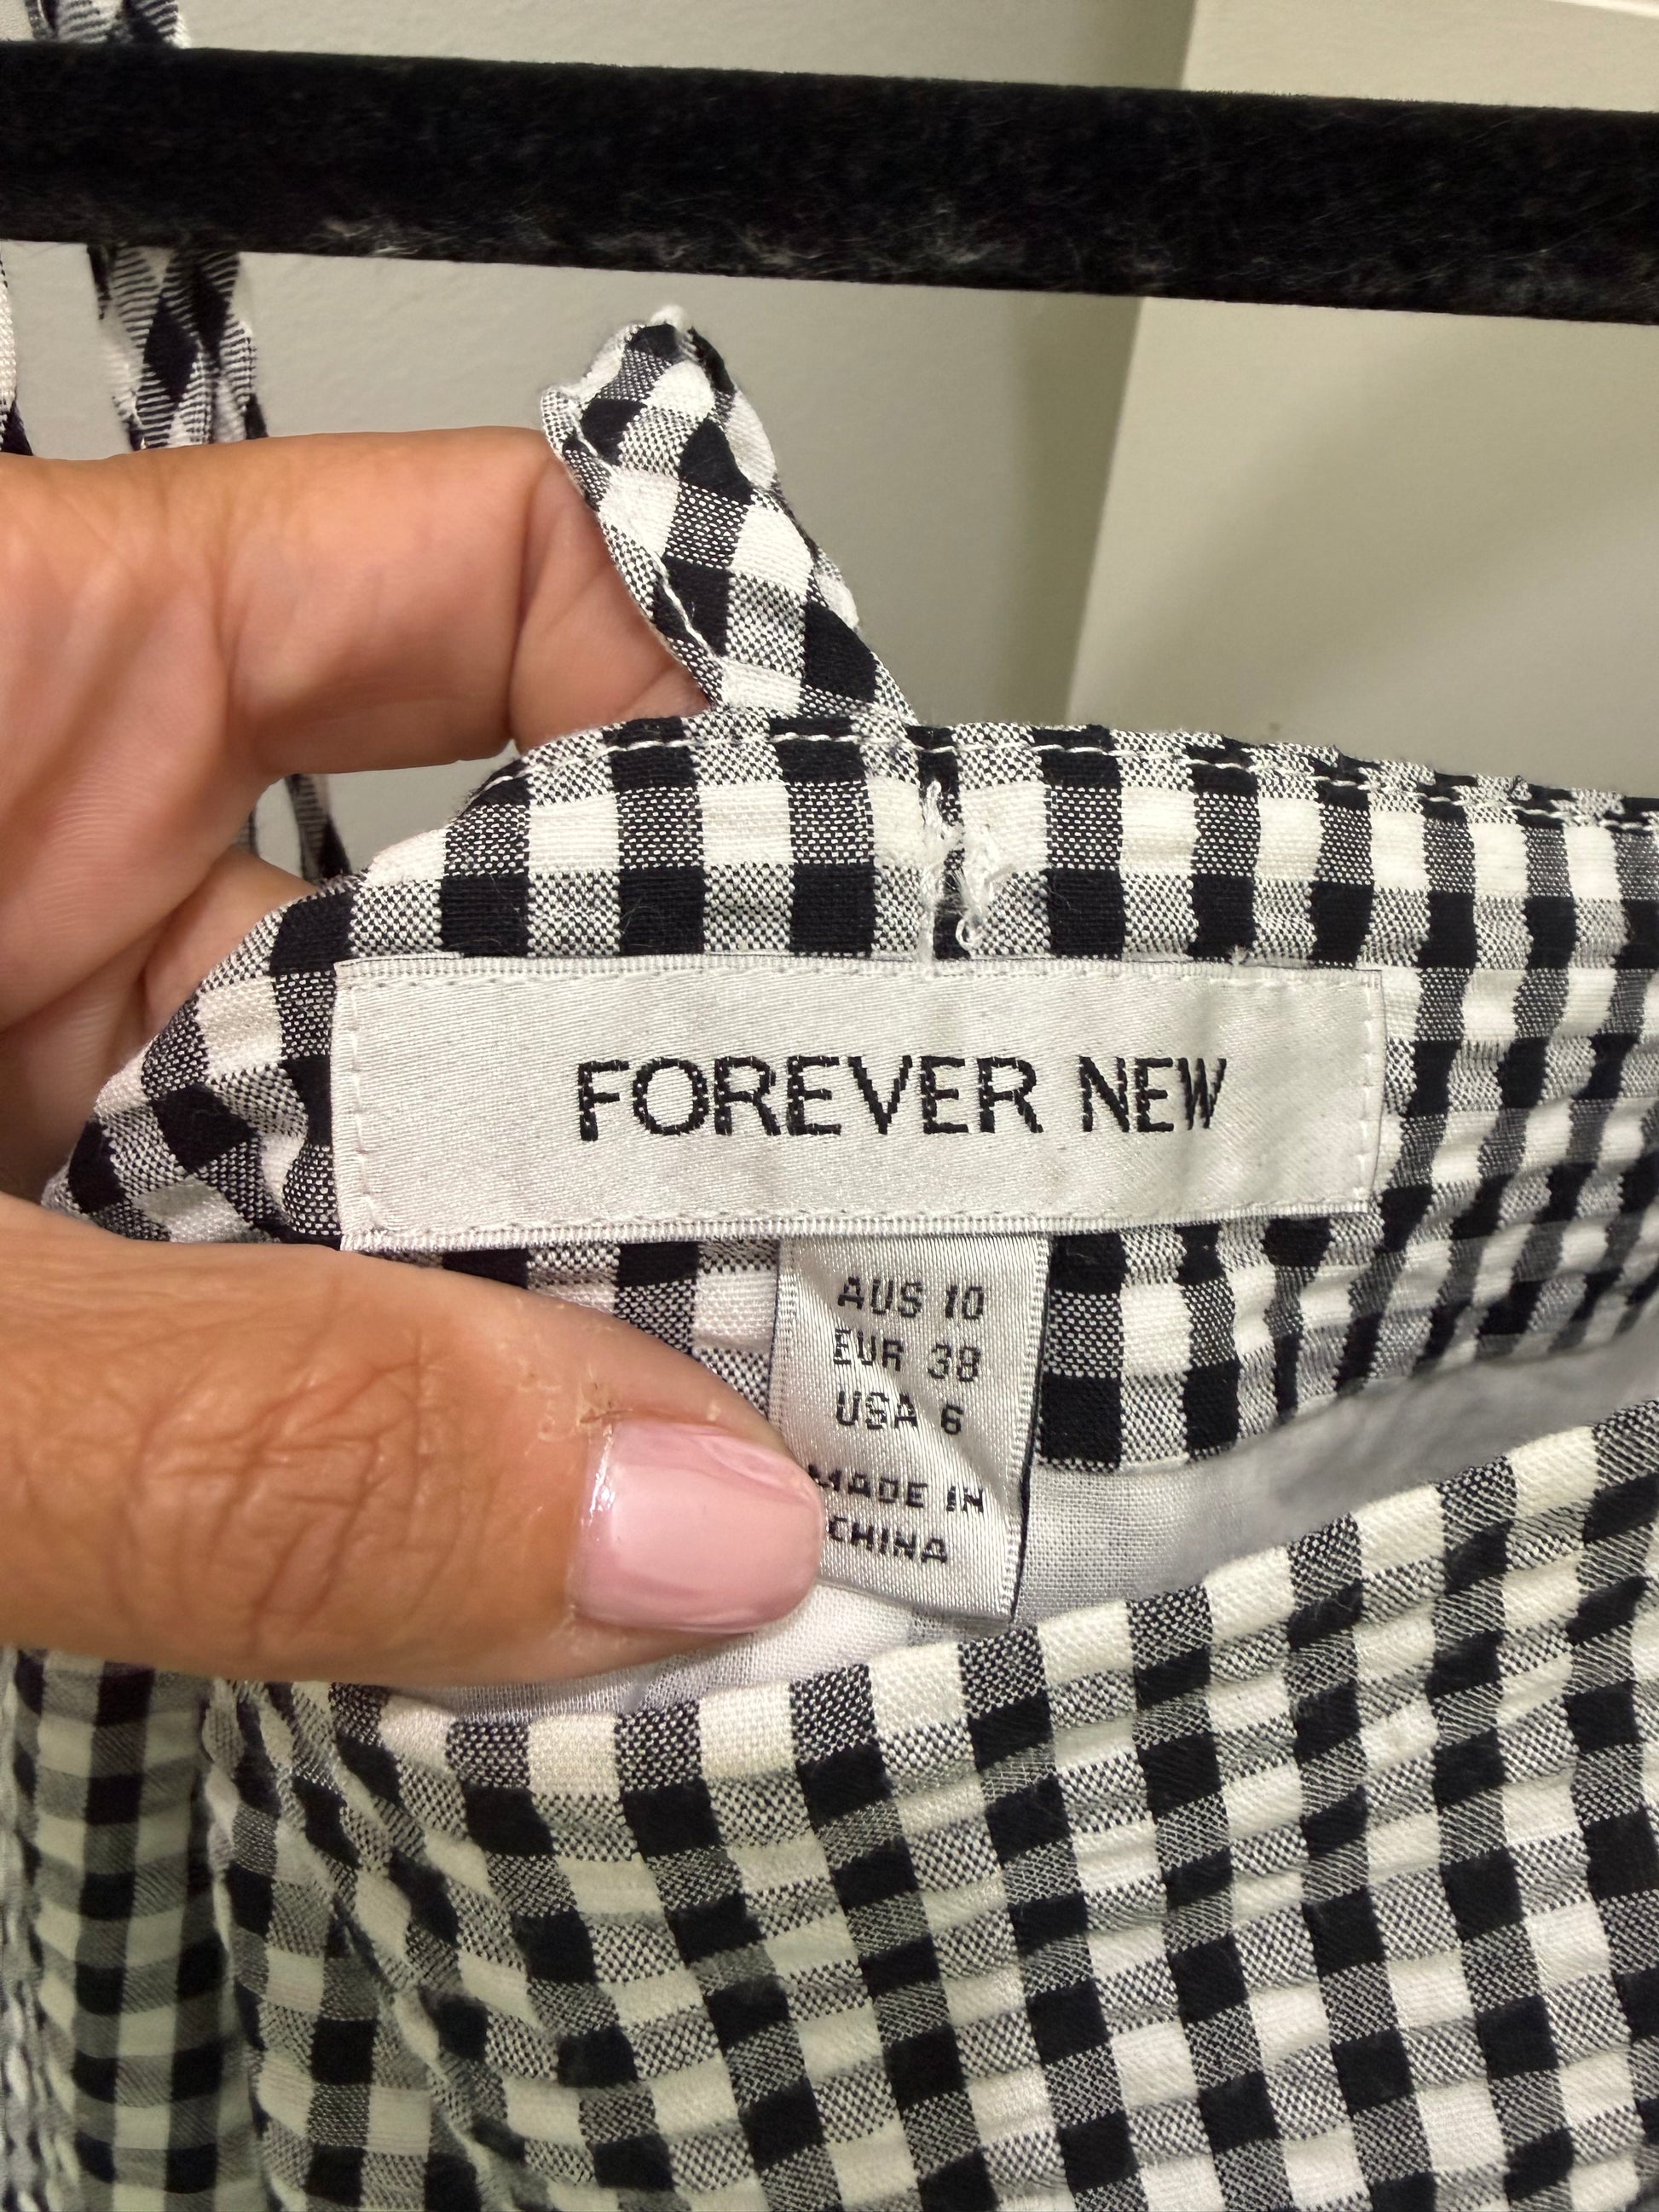 FOREVER NEW
AUS 10
EUR 38
USA 6
MADE IN
CHINA